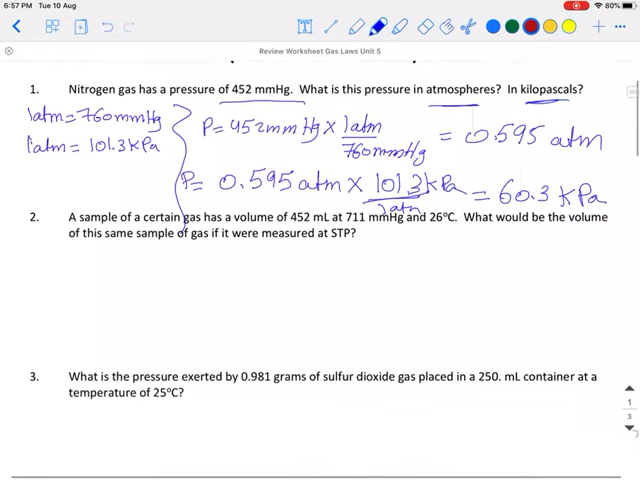 6:57 PM Tue 10 Aug
80%
Review Worksheet Gas Laws Unit 5
1. Nitrogen gas has a pressure of 452 mmHg. What is this pressure in atmospheres? In kilopascals?
1atm = 760mmHg
1atm = 101.3 KPa
P = 452 mm Hg x 1atm / 760mmHg = 0.595 atm
P = 0.595 atm x 101.3 KPa / 1atm = 60.3 KPa
2. A sample of a certain gas has a volume of 452 mL at 711 mmHg and 26°C. What would be the volume
of this same sample of gas if it were measured at STP?
3. What is the pressure exerted by 0.981 grams of sulfur dioxide gas placed in a 250. mL container at a
temperature of 25°C?
1
3